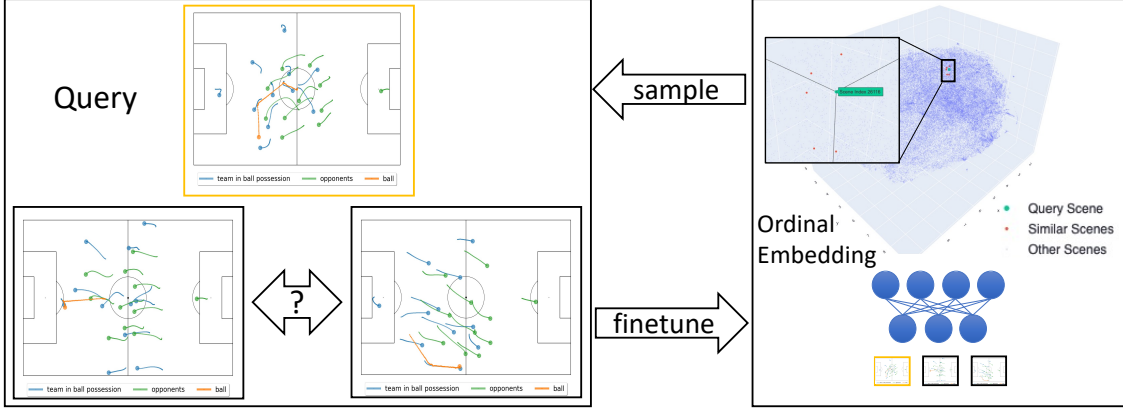 Query
team in ball possession opponents ball
?
team in ball possession opponents ball
team in ball possession opponents ball
sample
finetune
Query Scene
Similar Scenes
Other Scenes
Ordinal
Embedding